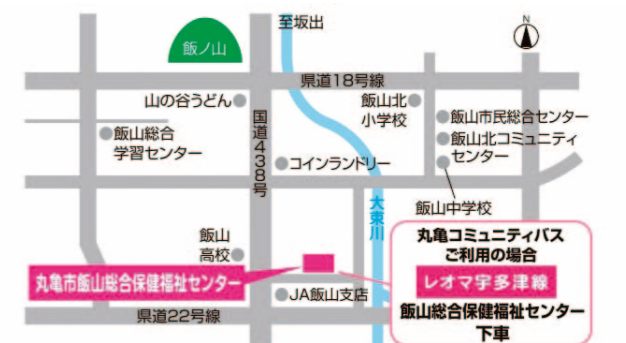 至坂出
N
飯ノ山
県道18号線
山の谷うどん
飯山北
小学校
飯山市民総合センター
飯山北コミュニティ
センター
飯山総合
学習センター
国道438号
コインランドリー
飯山中学校
大束川
飯山
高校
丸亀コミュニティバス
ご利用の場合
レオマ宇多津線
飯山総合保健福祉センター
下車
丸亀市飯山総合保健福祉センター
JA飯山支店
県道22号線